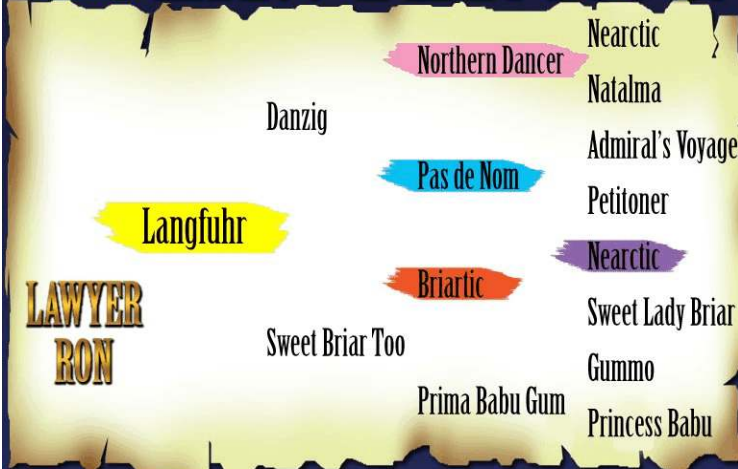 Nearctic
Northern Dancer
Natalma
Danzig
Admiral's Voyage
Pas de Nom
Petitoner
Langfuhr
Nearctic
Briartic
LAWYER
RON
Sweet Lady Briar
Sweet Briar Too
Gummo
Prima Babu Gum
Princess Babu